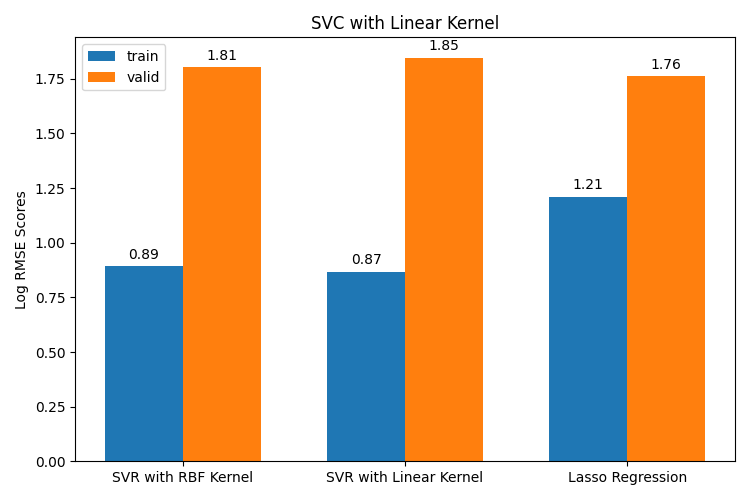 SVC with Linear Kernel
train
valid
1.81
1.85
1.76
1.21
0.89
0.87
Log RMSE Scores
1.75
1.50
1.25
1.00
0.75
0.50
0.25
0.00
SVR with RBF Kernel
SVR with Linear Kernel
Lasso Regression